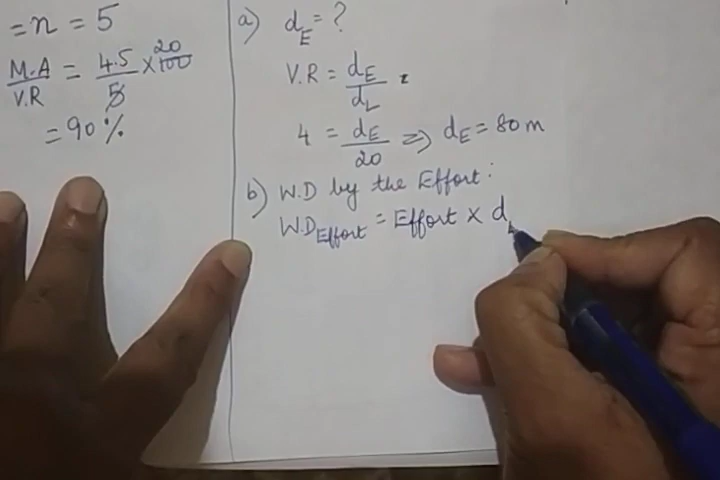 = n = 5
M.A/V.R = 4.5/5 × 20/100
= 90 %
a) d_E = ?
V.R = d_E/d_L
4 = d_E/20 => d_E = 80 m
b) W.D by the Effort :
W.D_Effort = Effort × d